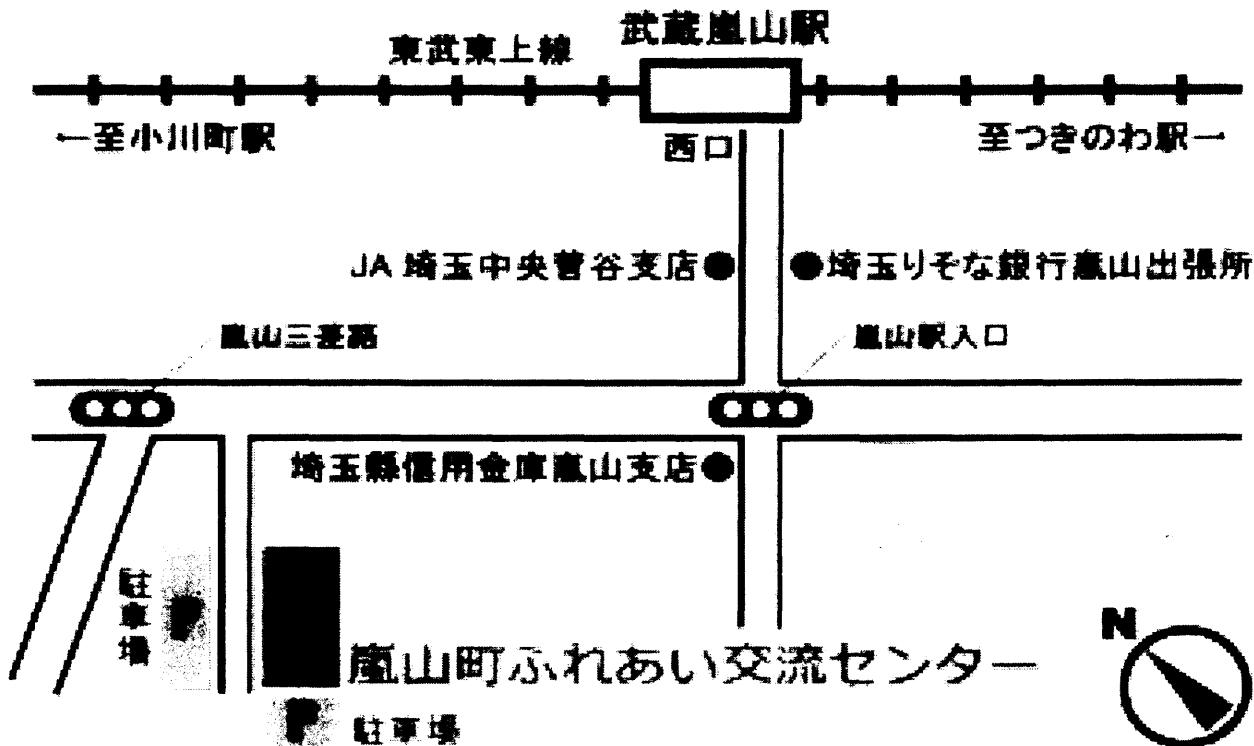 武蔵嵐山駅
東武東上線
←至小川町駅
西口
至つきのわ駅→
JA 埼玉中央菅谷支店
埼玉りそな銀行嵐山出張所
嵐山三差路
嵐山駅入口
埼玉縣信用金庫嵐山支店
駐車場
P
嵐山町ふれあい交流センター
P 駐車場
N